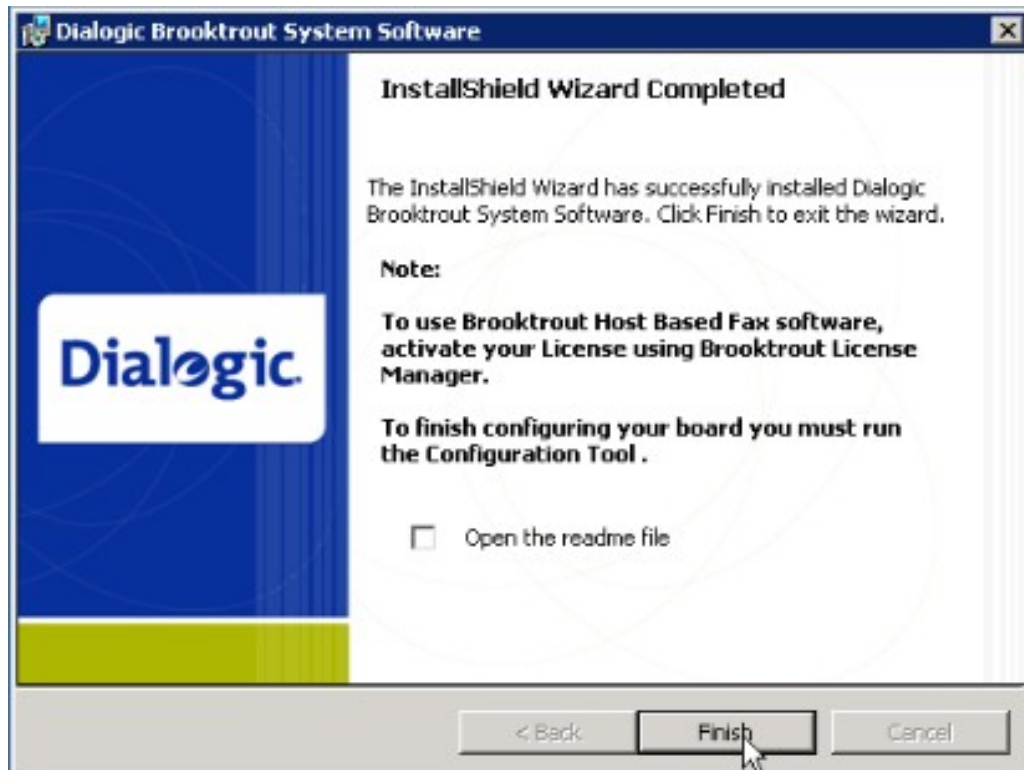 Dialogic Brooktrout System Software
InstallShield Wizard Completed
The InstallShield Wizard has successfully installed Dialogic
Brooktrout System Software. Click Finish to exit the wizard.
Note:
To use Brooktrout Host Based Fax software,
activate your License using Brooktrout License
Manager.
Dialogic.
To finish configuring your board you must run
the Configuration Tool .
Open the readme file
< Back
Finish
Cancel